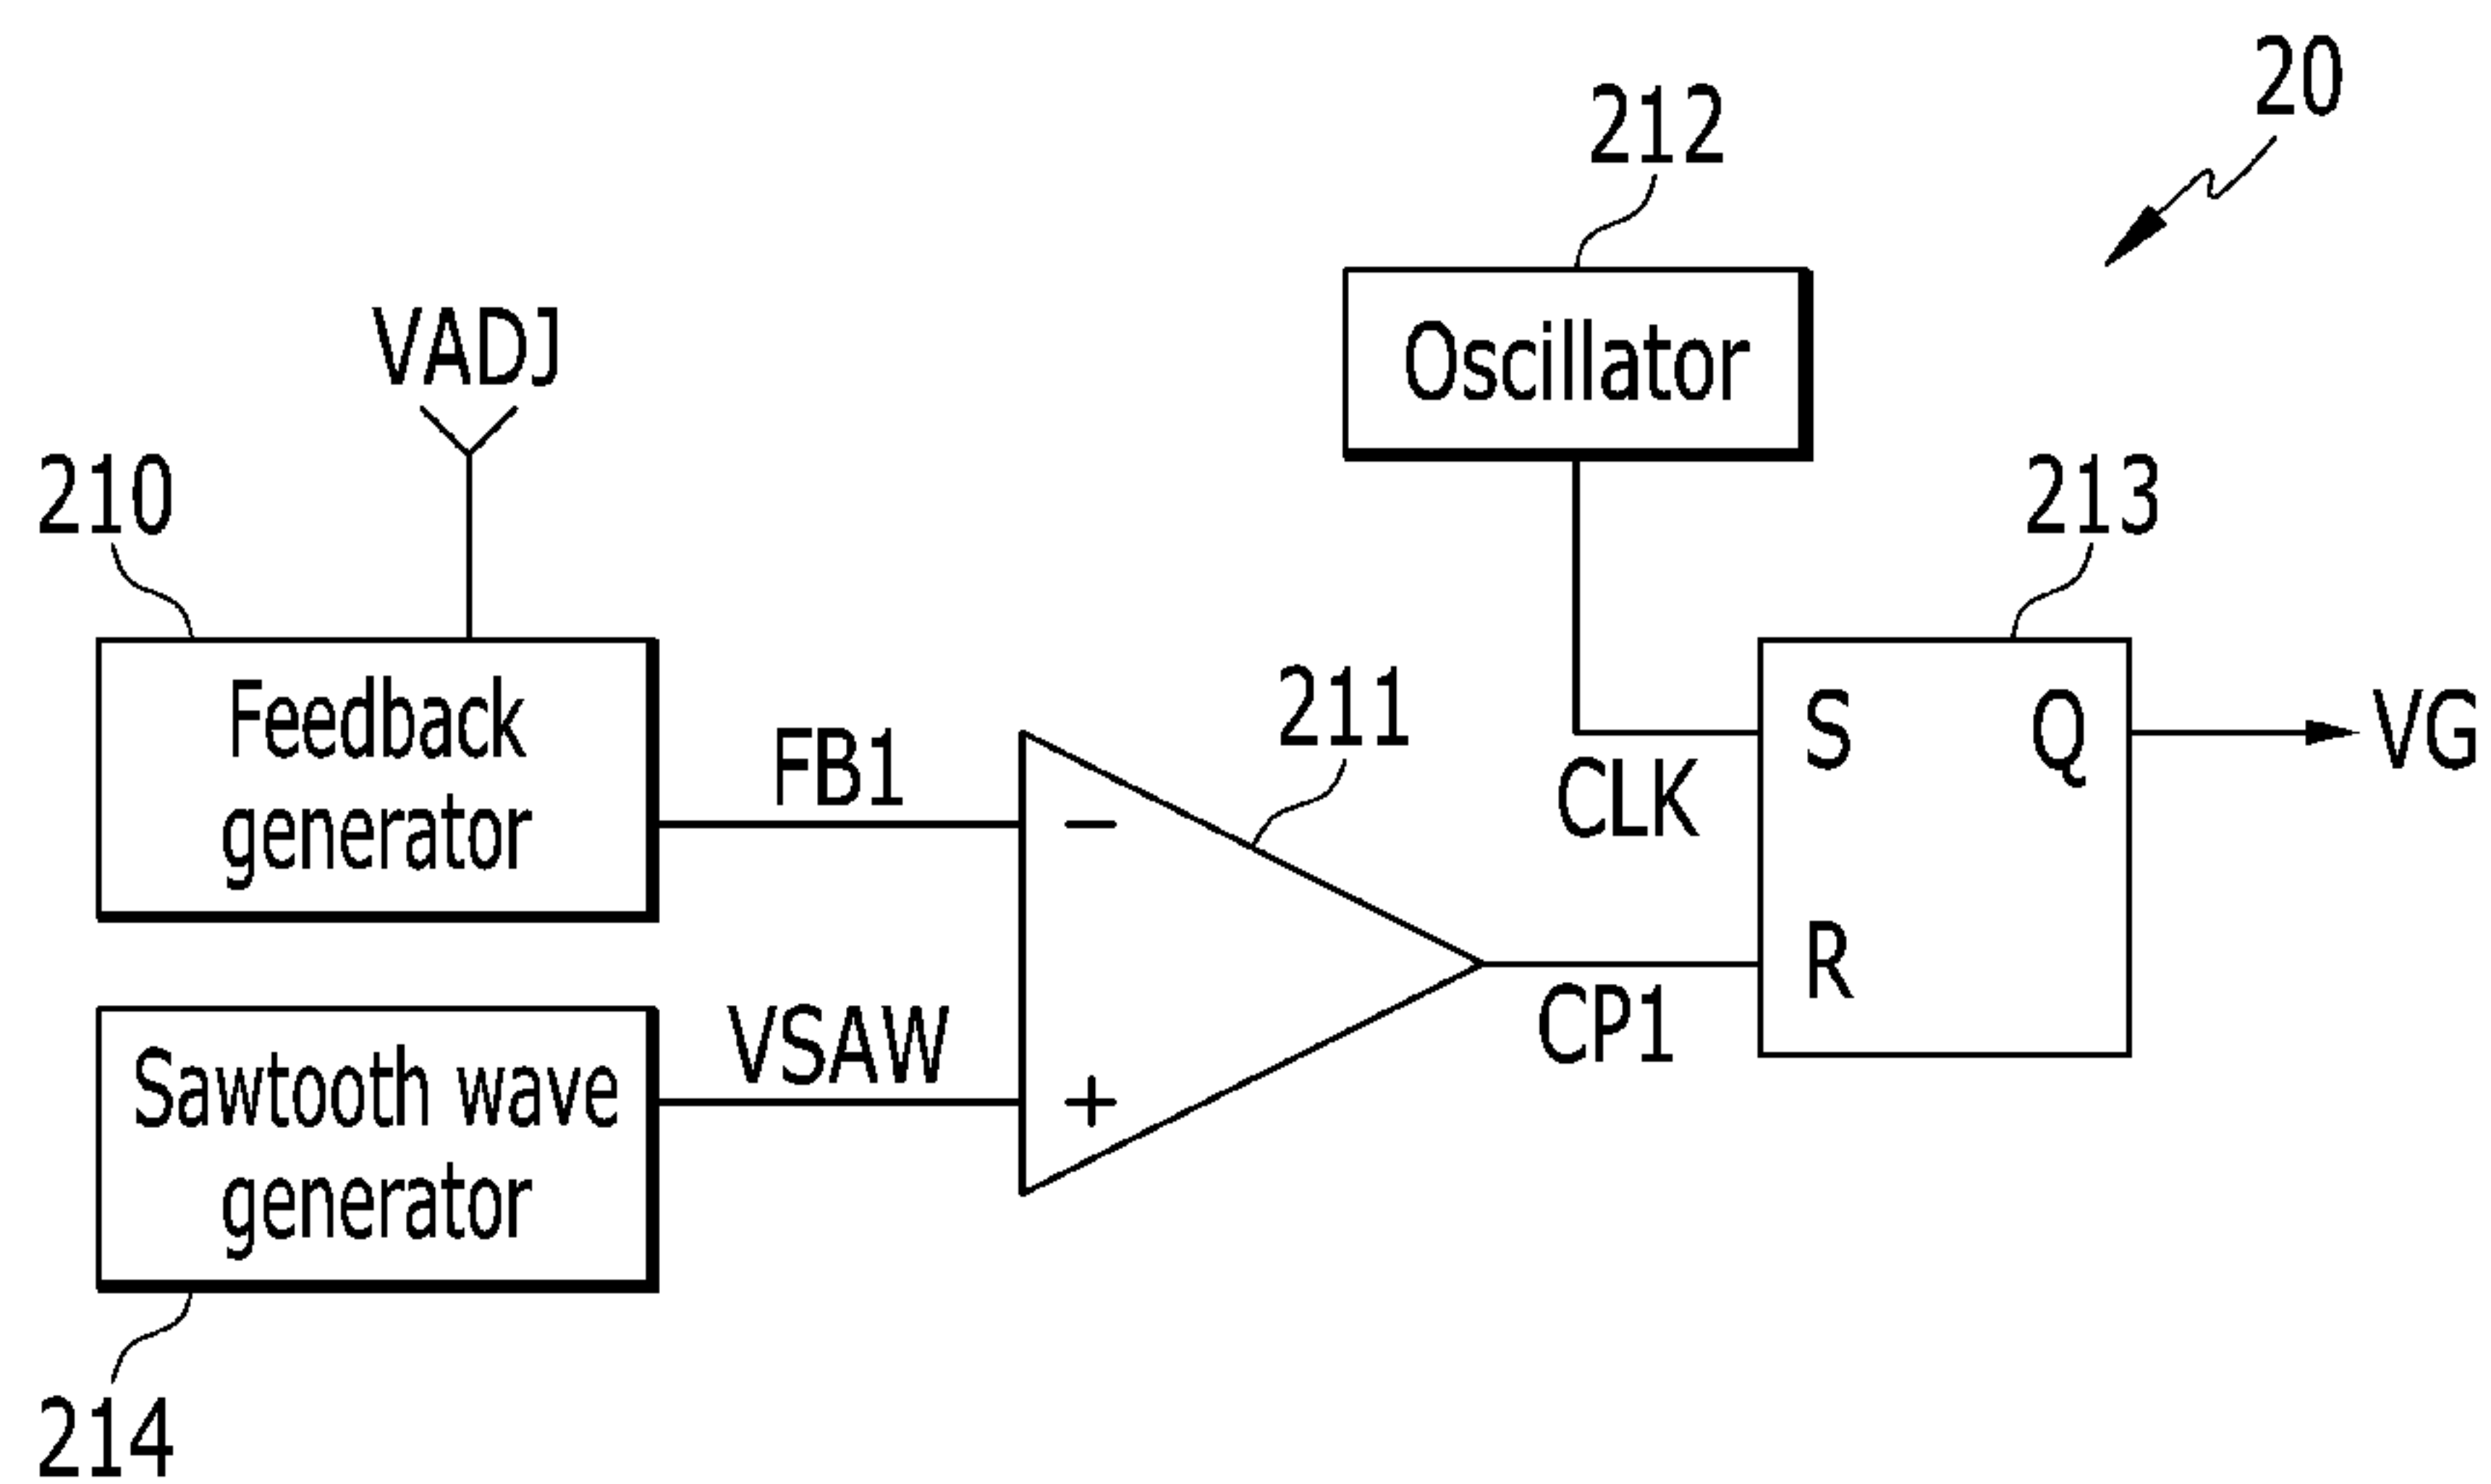 20
212
Oscillator
VADJ
210
213
Feedback
generator
FB1
211
S
Q
VG
CLK
R
Sawtooth wave
generator
VSAW
−
+
CP1
214